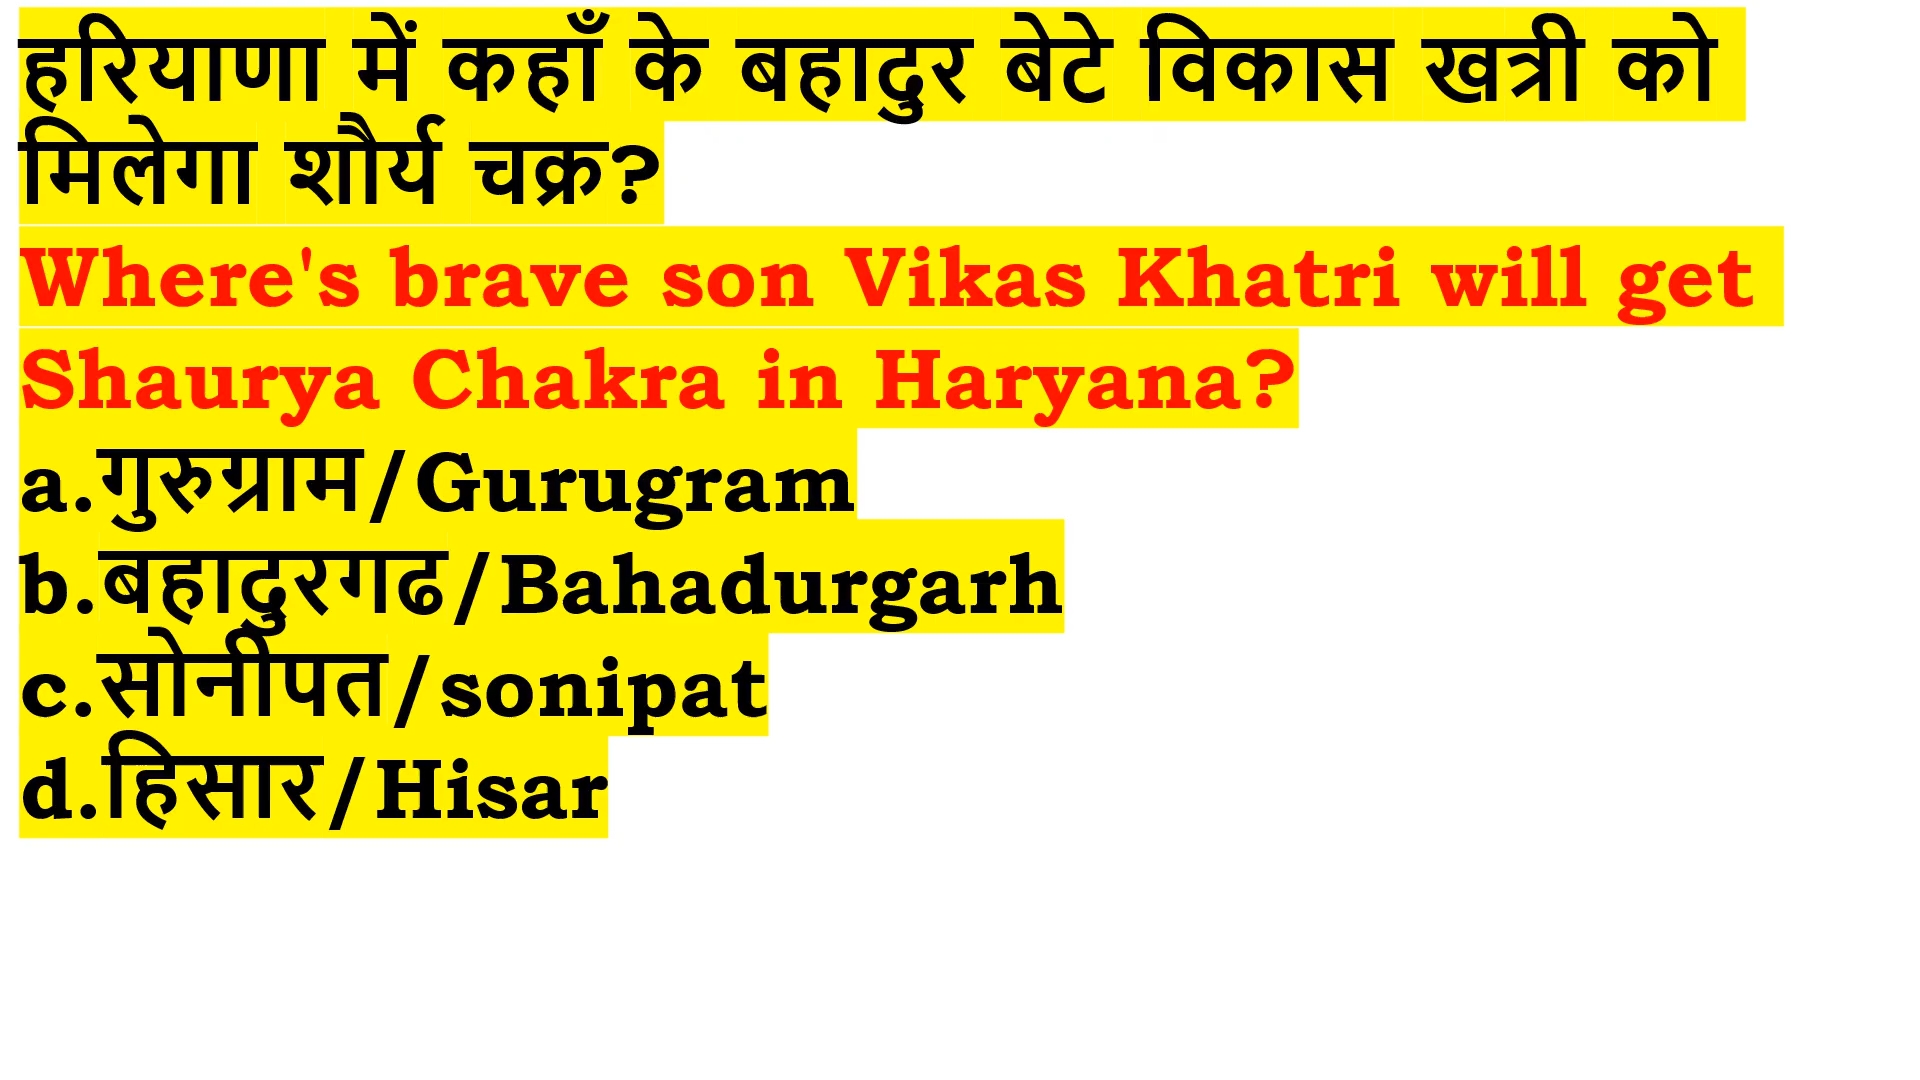 हरियाणा में कहाँ के बहादुर बेटे विकास खत्री को
मिलेगा शौर्य चक्र?
Where's brave son Vikas Khatri will get
Shaurya Chakra in Haryana?
a.गुरुग्राम/Gurugram
b.बहादुरगढ/Bahadurgarh
c.सोनीपत/sonipat
d.हिसार/Hisar